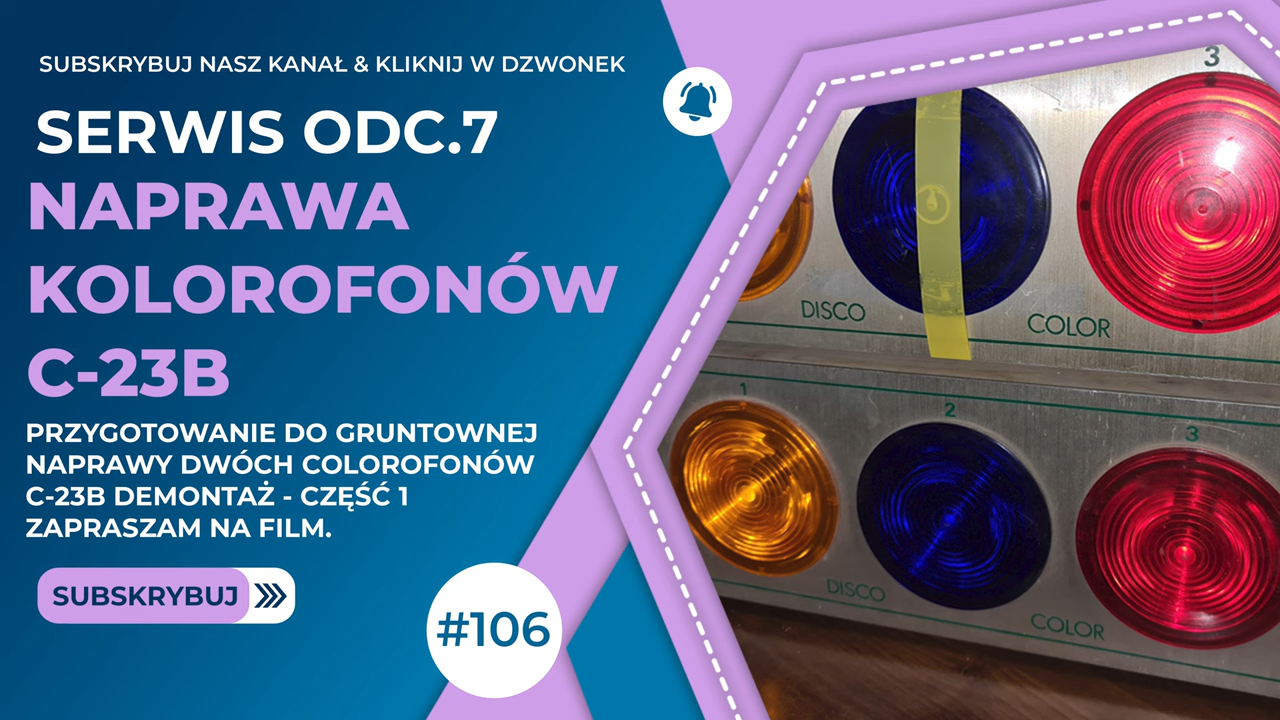 SUBSKRYBUJ NASZ KANAŁ & KLIKNIJ W DZWONEK
SERWIS ODC.7
NAPRAWA
KOLOROFONÓW
C-23B
PRZYGOTOWANIE DO GRUNTOWNEJ
NAPRAWY DWÓCH COLOROFONÓW
C-23B DEMONTAŻ - CZĘŚĆ 1
ZAPRASZAM NA FILM.
SUBSKRYBUJ
#106
3
DISCO
COLOR
1
2
3
DISCO
COLOR